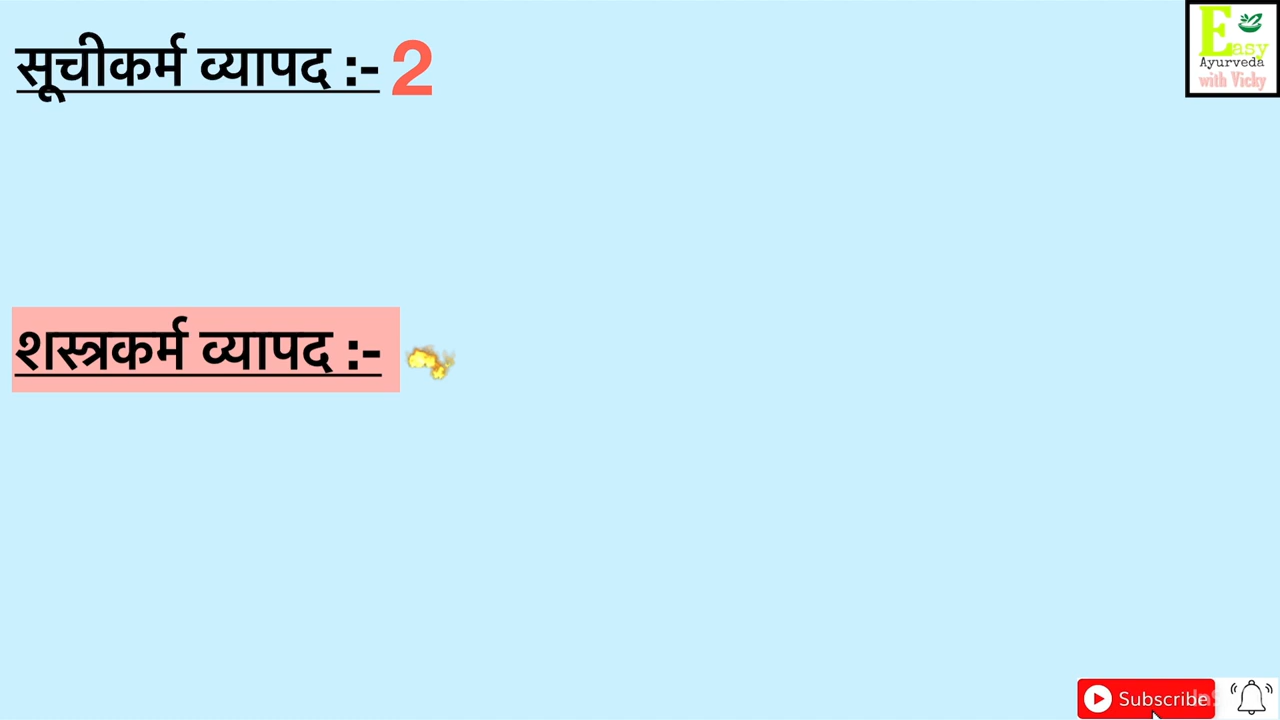 सूचीकर्म व्यापद :- 2
Easy
Ayurveda
with Vicky
शस्त्रकर्म व्यापद :-
Subscribe